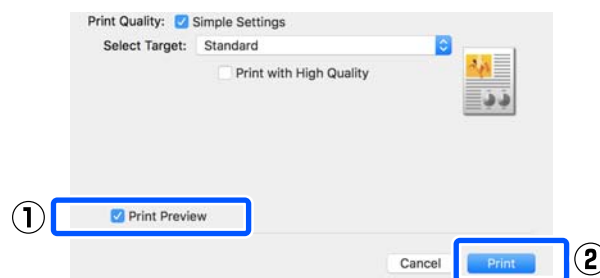 Print Quality: Simple Settings
Select Target: Standard
Print with High Quality
① Print Preview
Cancel Print ②